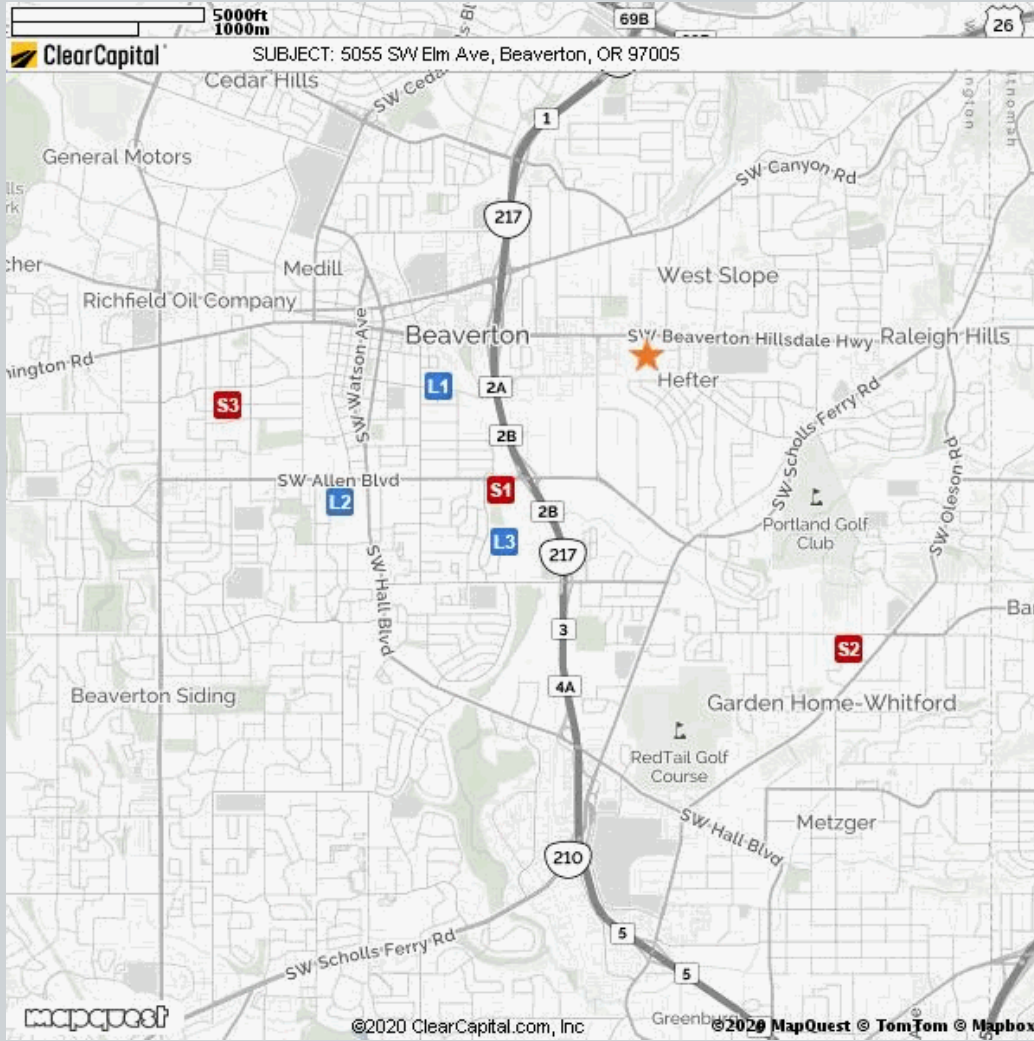 5000ft
1000m
69B
26
ClearCapital
SUBJECT: 5055 SW Elm Ave, Beaverton, OR 97005
Cedar Hills
SW Cedar
1
General Motors
SW Canyon Rd
217
cher
Medill
West Slope
Richfield Oil Company
SW Watson Ave
Beaverton
SW Beaverton Hillsdale Hwy
Raleigh Hills
mington Rd
Hefter
L1
2A
S3
SW Scholls Ferry Rd
2B
SW Allen Blvd
L2
S1
2B
Portland Golf
Club
SW Oleson Rd
L3
217
SW Hall Blvd
3
S2
4A
Beaverton Siding
Garden Home-Whitford
RedTail Golf
Course
SW Hall Blvd
Metzger
210
SW Scholls Ferry Rd
5
5
mapquest
©2020 ClearCapital.com, Inc
Greenburg
©2020 MapQuest © TomTom © Mapbox